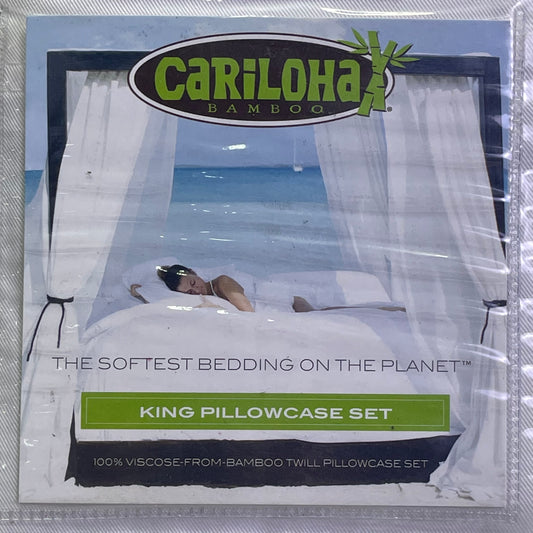 CARILOHA
BAMBOO®
THE SOFTEST BEDDING ON THE PLANET™
KING PILLOWCASE SET
100% VISCOSE-FROM-BAMBOO TWILL PILLOWCASE SET